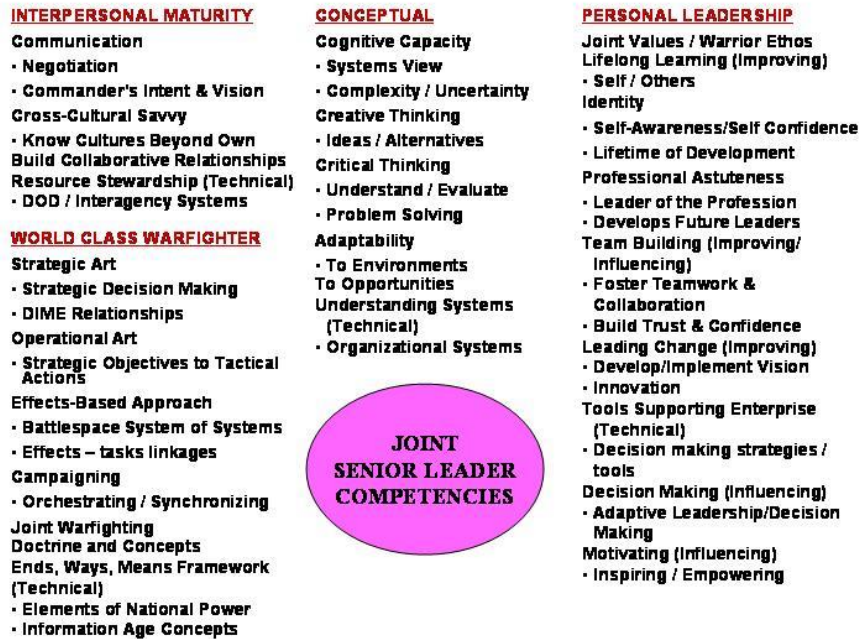 INTERPERSONAL MATURITY
Communication
· Negotiation
· Commander's Intent & Vision
Cross-Cultural Savvy
· Know Cultures Beyond Own
Build Collaborative Relationships
Resource Stewardship (Technical)
· DOD / Interagency Systems
WORLD CLASS WARFIGHTER
Strategic Art
· Strategic Decision Making
· DIME Relationships
Operational Art
· Strategic Objectives to Tactical
Actions
Effects-Based Approach
· Battlespace System of Systems
· Effects – tasks linkages
Campaigning
· Orchestrating / Synchronizing
Joint Warfighting
Doctrine and Concepts
Ends, Ways, Means Framework
(Technical)
· Elements of National Power
· Information Age Concepts
CONCEPTUAL
Cognitive Capacity
· Systems View
· Complexity / Uncertainty
Creative Thinking
· Ideas / Alternatives
Critical Thinking
· Understand / Evaluate
· Problem Solving
Adaptability
· To Environments
To Opportunities
Understanding Systems
(Technical)
· Organizational Systems
JOINT
SENIOR LEADER
COMPETENCIES
PERSONAL LEADERSHIP
Joint Values / Warrior Ethos
Lifelong Learning (Improving)
· Self / Others
Identity
· Self-Awareness/Self Confidence
· Lifetime of Development
Professional Astuteness
· Leader of the Profession
· Develops Future Leaders
Team Building (Improving/
Influencing)
· Foster Teamwork &
Collaboration
· Build Trust & Confidence
Leading Change (Improving)
· Develop/Implement Vision
· Innovation
Tools Supporting Enterprise
(Technical)
· Decision making strategies /
tools
Decision Making (Influencing)
· Adaptive Leadership/Decision
Making
Motivating (Influencing)
· Inspiring / Empowering